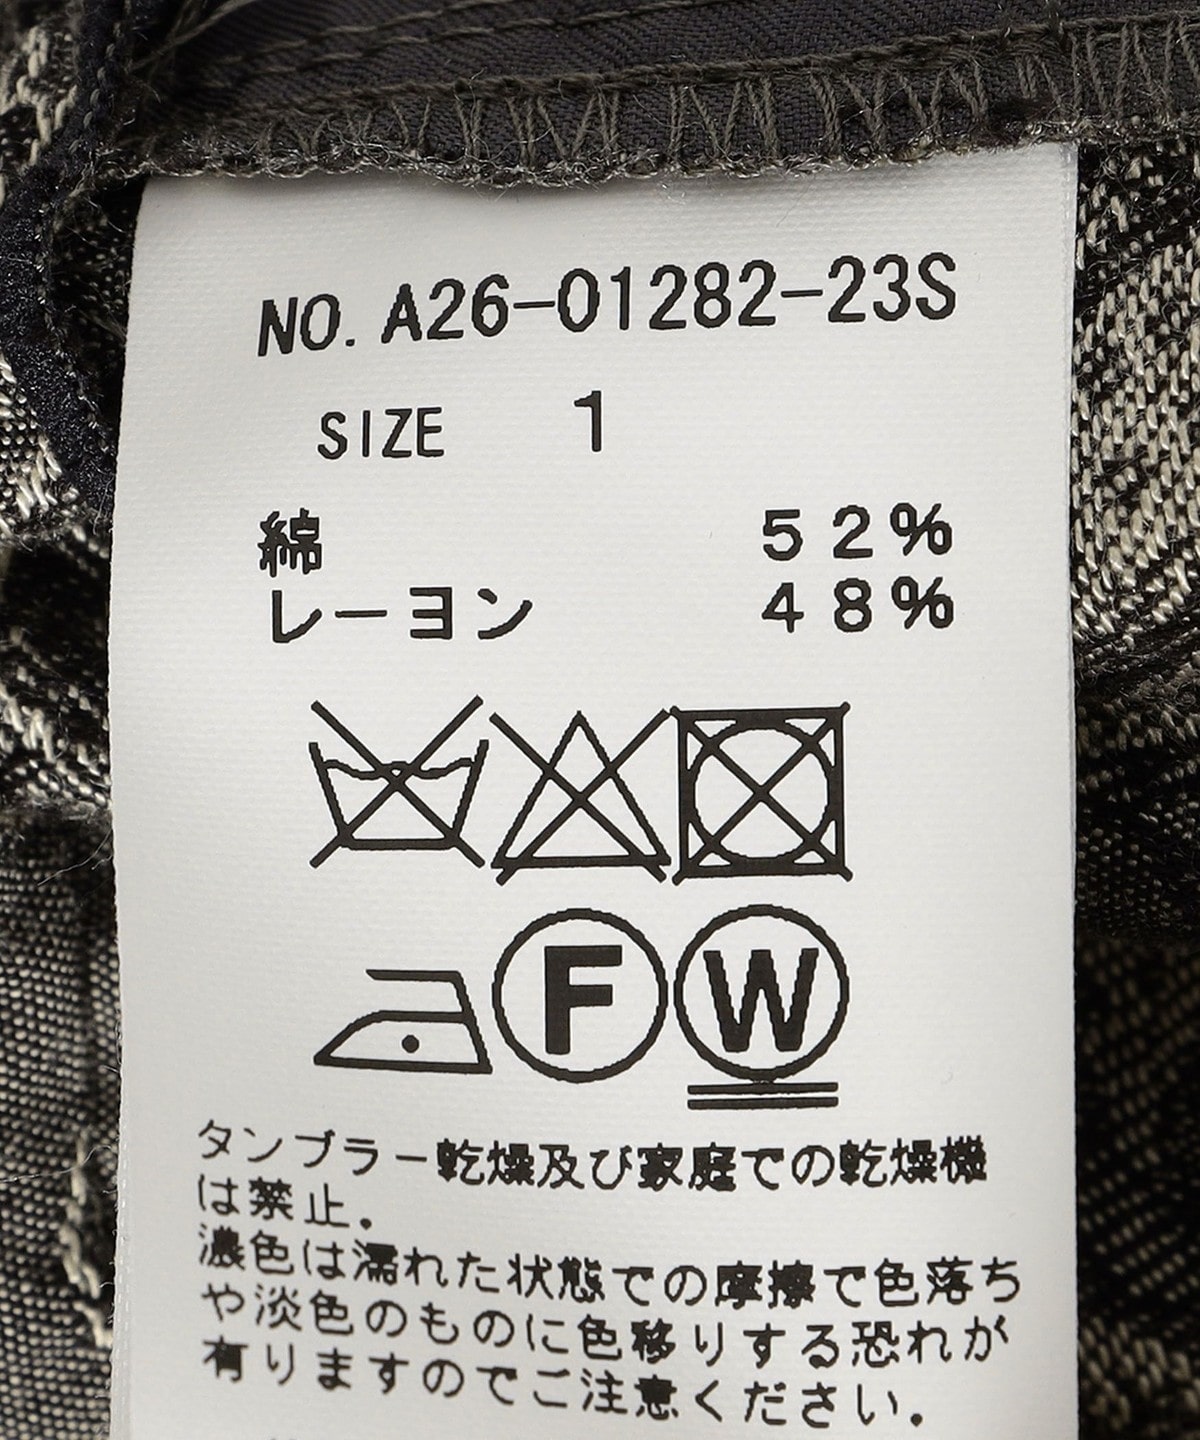 NO. A26-01282-23S
SIZE 1
綿 52%
レーヨン 48%
F W
タンブラー乾燥及び家庭での乾燥機
は禁止.
濃色は濡れた状態での摩擦で色落ち
や淡色のものに色移りする恐れが
有りますのでご注意ください.